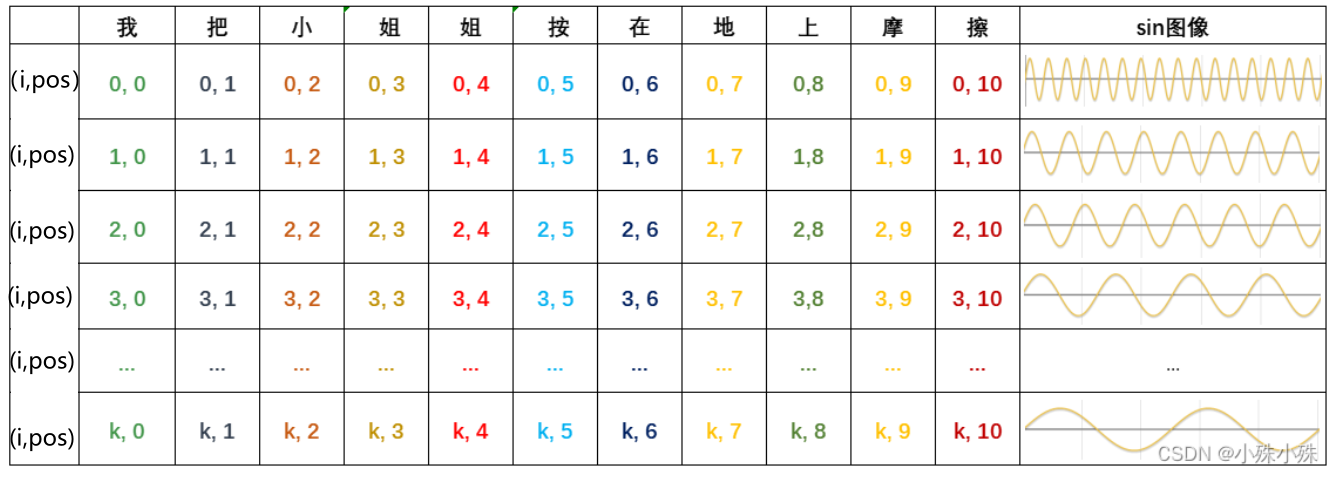 我 把 小 姐 姐 按 在 地 上 摩 擦 sin图像
(i,pos) 0, 0 0, 1 0, 2 0, 3 0, 4 0, 5 0, 6 0, 7 0,8 0, 9 0, 10
(i,pos) 1, 0 1, 1 1, 2 1, 3 1, 4 1, 5 1, 6 1, 7 1,8 1, 9 1, 10
(i,pos) 2, 0 2, 1 2, 2 2, 3 2, 4 2, 5 2, 6 2, 7 2,8 2, 9 2, 10
(i,pos) 3, 0 3, 1 3, 2 3, 3 3, 4 3, 5 3, 6 3, 7 3,8 3, 9 3, 10
(i,pos) ... ... ... ... ... ... ... ... ... ... ... ...
(i,pos) k, 0 k, 1 k, 2 k, 3 k, 4 k, 5 k, 6 k, 7 k, 8 k, 9 k, 10
CSDN @小殊小殊